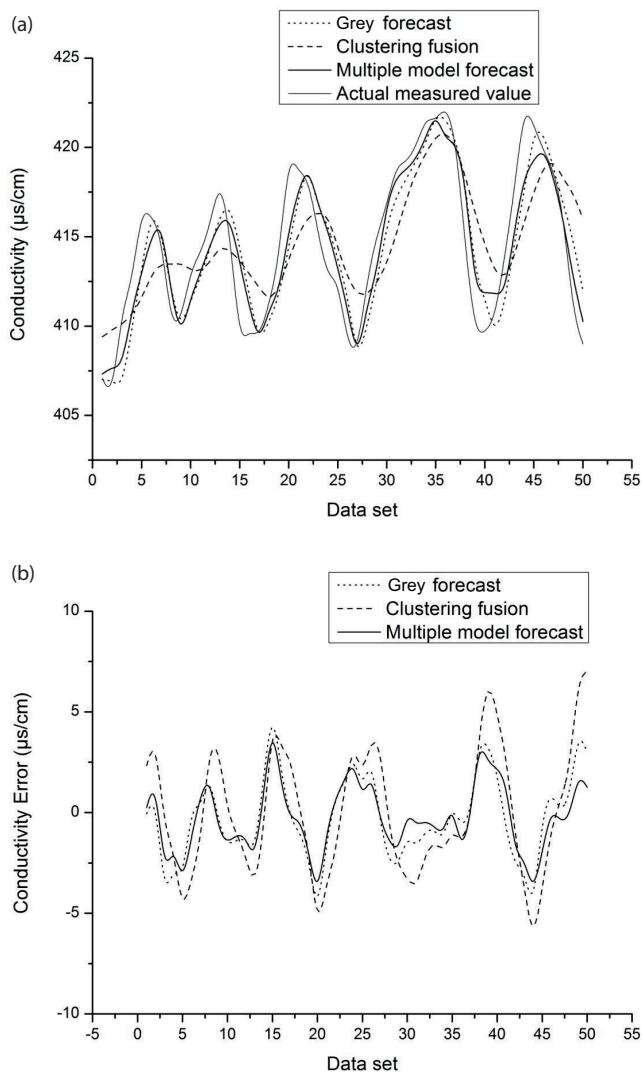 (a)
Grey forecast
Clustering fusion
Multiple model forecast
Actual measured value
425
420
415
410
405
Conductivity (µs/cm)
0 5 10 15 20 25 30 35 40 45 50 55
Data set
(b)
Grey forecast
Clustering fusion
Multiple model forecast
10
5
0
-5
-10
Conductivity Error (µs/cm)
-5 0 5 10 15 20 25 30 35 40 45 50 55
Data set